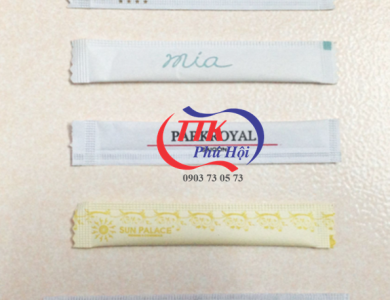 mia
PARKROYAL
TTK
Phú Hội
0903 73 05 73
SUN PALACE